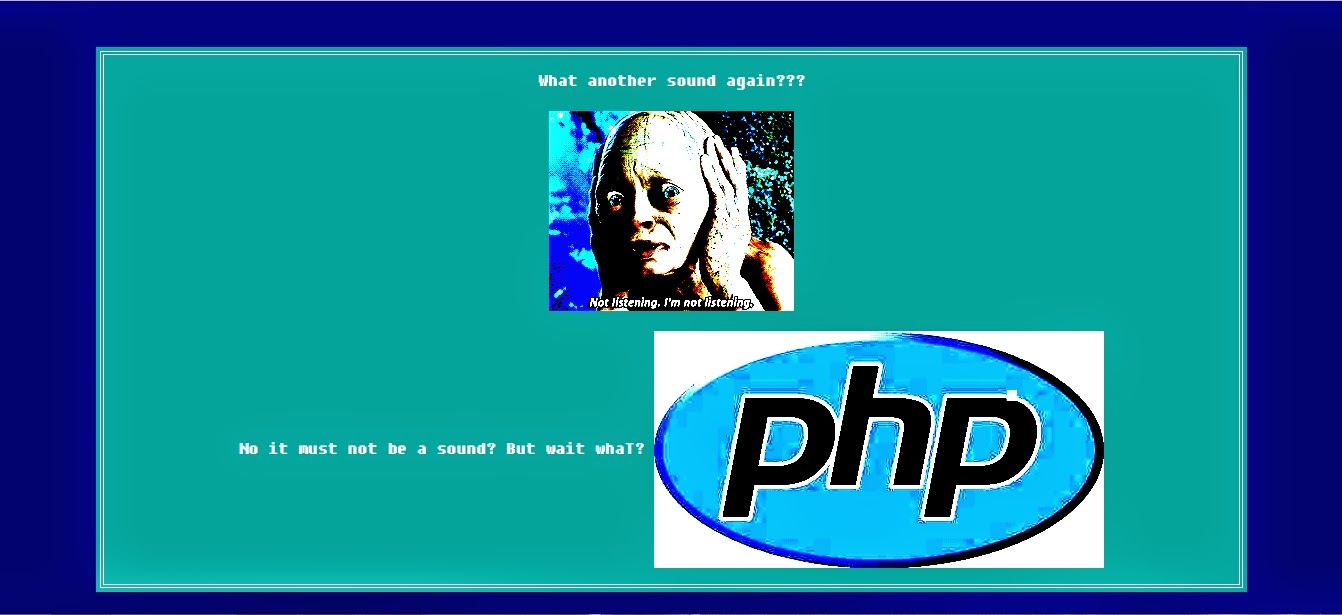 What another sound again???
Not listening. I'm not listening.
No it must not be a sound? But wait whaT?
php